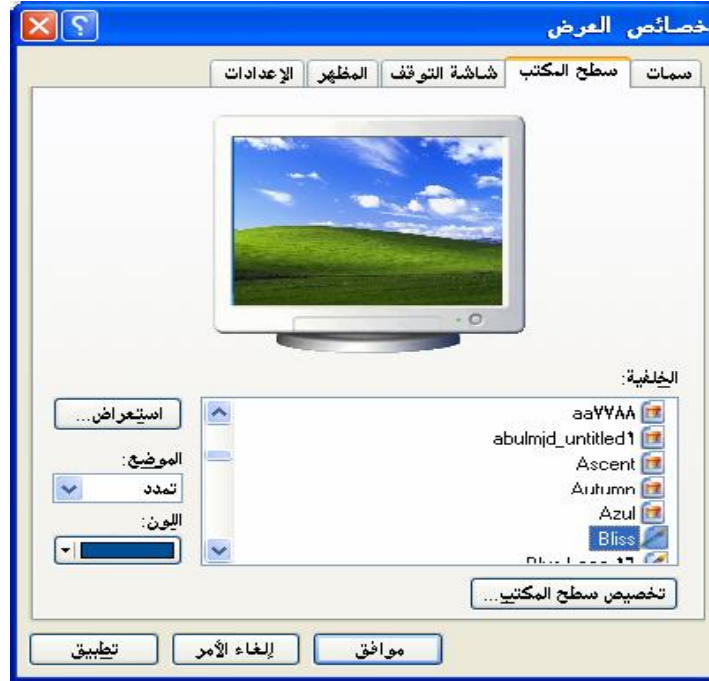 خصائص العرض
سمات
سطح المكتب
شاشة التوقف
المظهر
الإعدادات
الخلفية:
aa٧٧٨٨
abulmjd_untitled٦
Ascent
Autumn
Azul
Bliss
استعراض...
الموضع:
تمدد
اللون:
تخصيص سطح المكتب...
موافق
إلغاء الأمر
تطبيق